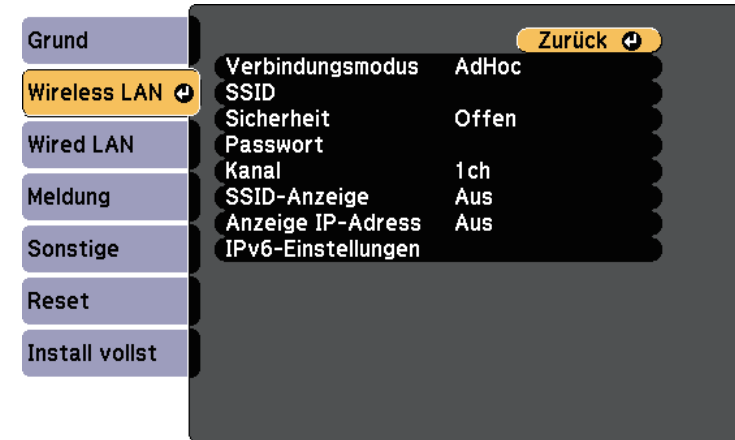 Grund
Wireless LAN
Wired LAN
Meldung
Sonstige
Reset
Install vollst
Zurück
Verbindungsmodus AdHoc
SSID
Sicherheit Offen
Passwort
Kanal 1ch
SSID-Anzeige Aus
Anzeige IP-Adress Aus
IPv6-Einstellungen